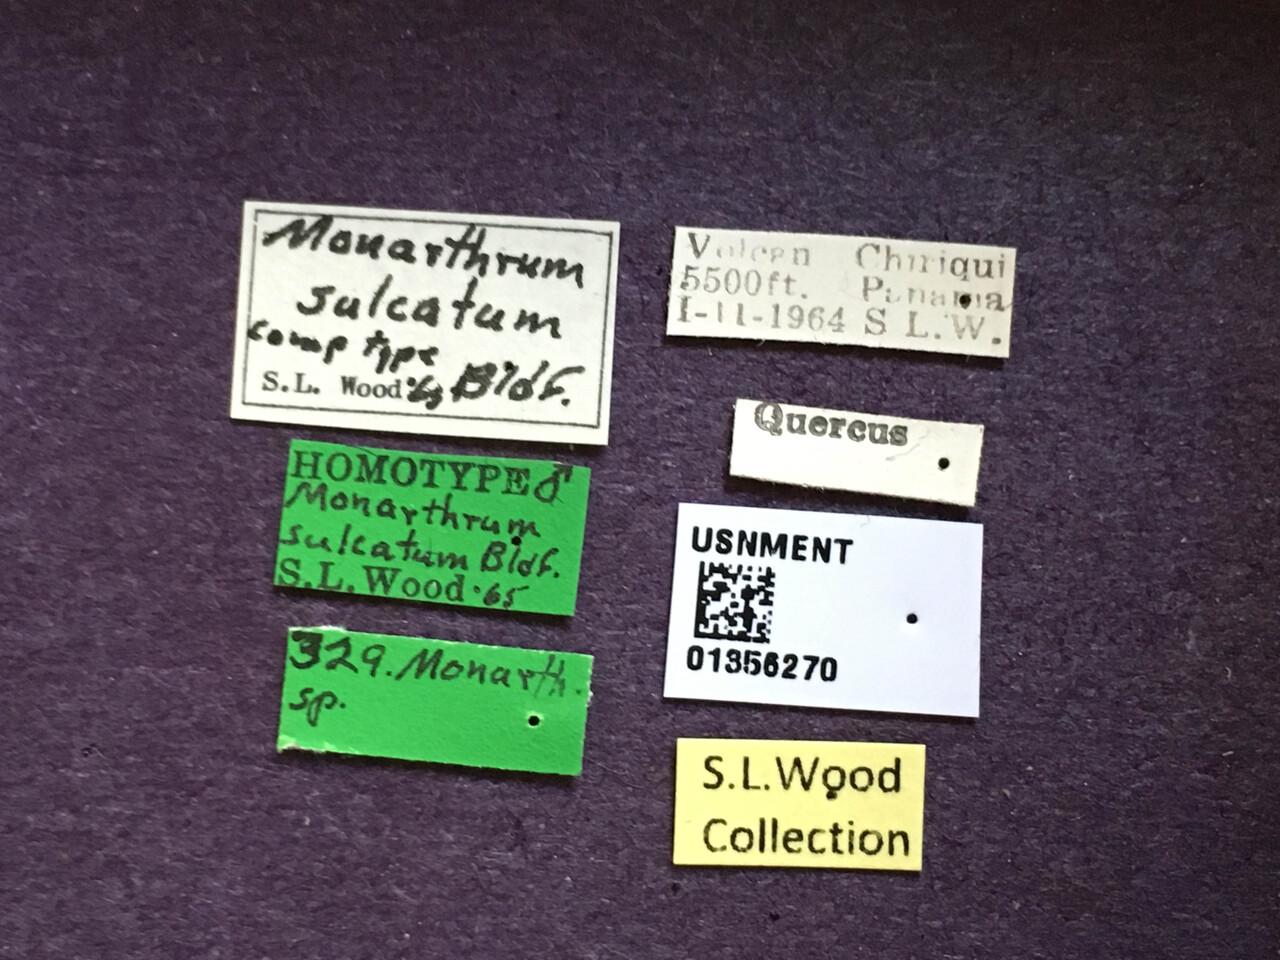 Monarthrum
sulcatum
comp type
S.L. Wood '65 Bldf.
HOMOTYPE ♂
Monarthrum
sulcatum Bldf.
S.L. Wood '65
329. Monarth.
sp.
Volcan Chiriqui
5500ft. Panama
I-11-1964 S L.W.
Quercus
USNMENT
01356270
S.L.Wood
Collection